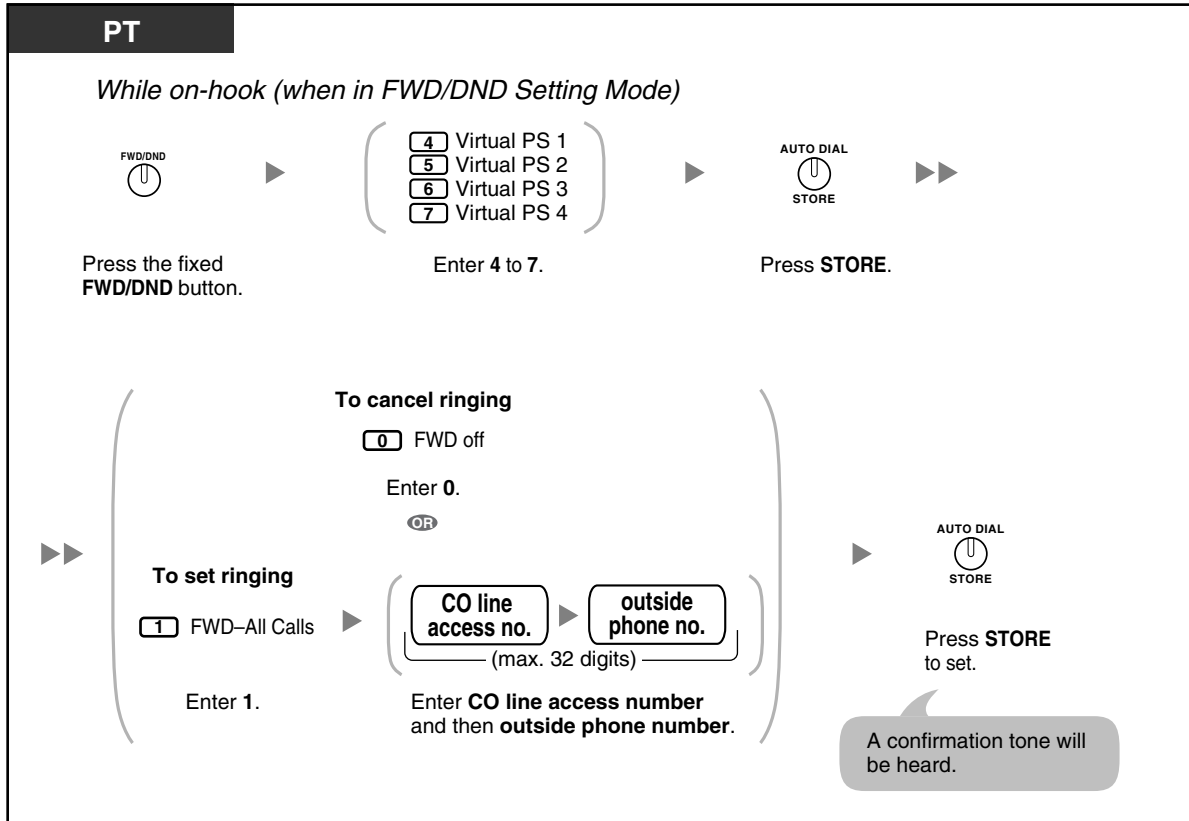 PT
While on-hook (when in FWD/DND Setting Mode)
FWD/DND
4 Virtual PS 1
5 Virtual PS 2
6 Virtual PS 3
7 Virtual PS 4
AUTO DIAL
STORE
Press the fixed
FWD/DND button.
Enter 4 to 7.
Press STORE.
To cancel ringing
0 FWD off
Enter 0.
OR
To set ringing
1 FWD–All Calls
Enter 1.
CO line
access no.
outside
phone no.
(max. 32 digits)
Enter CO line access number
and then outside phone number.
AUTO DIAL
STORE
Press STORE
to set.
A confirmation tone will
be heard.